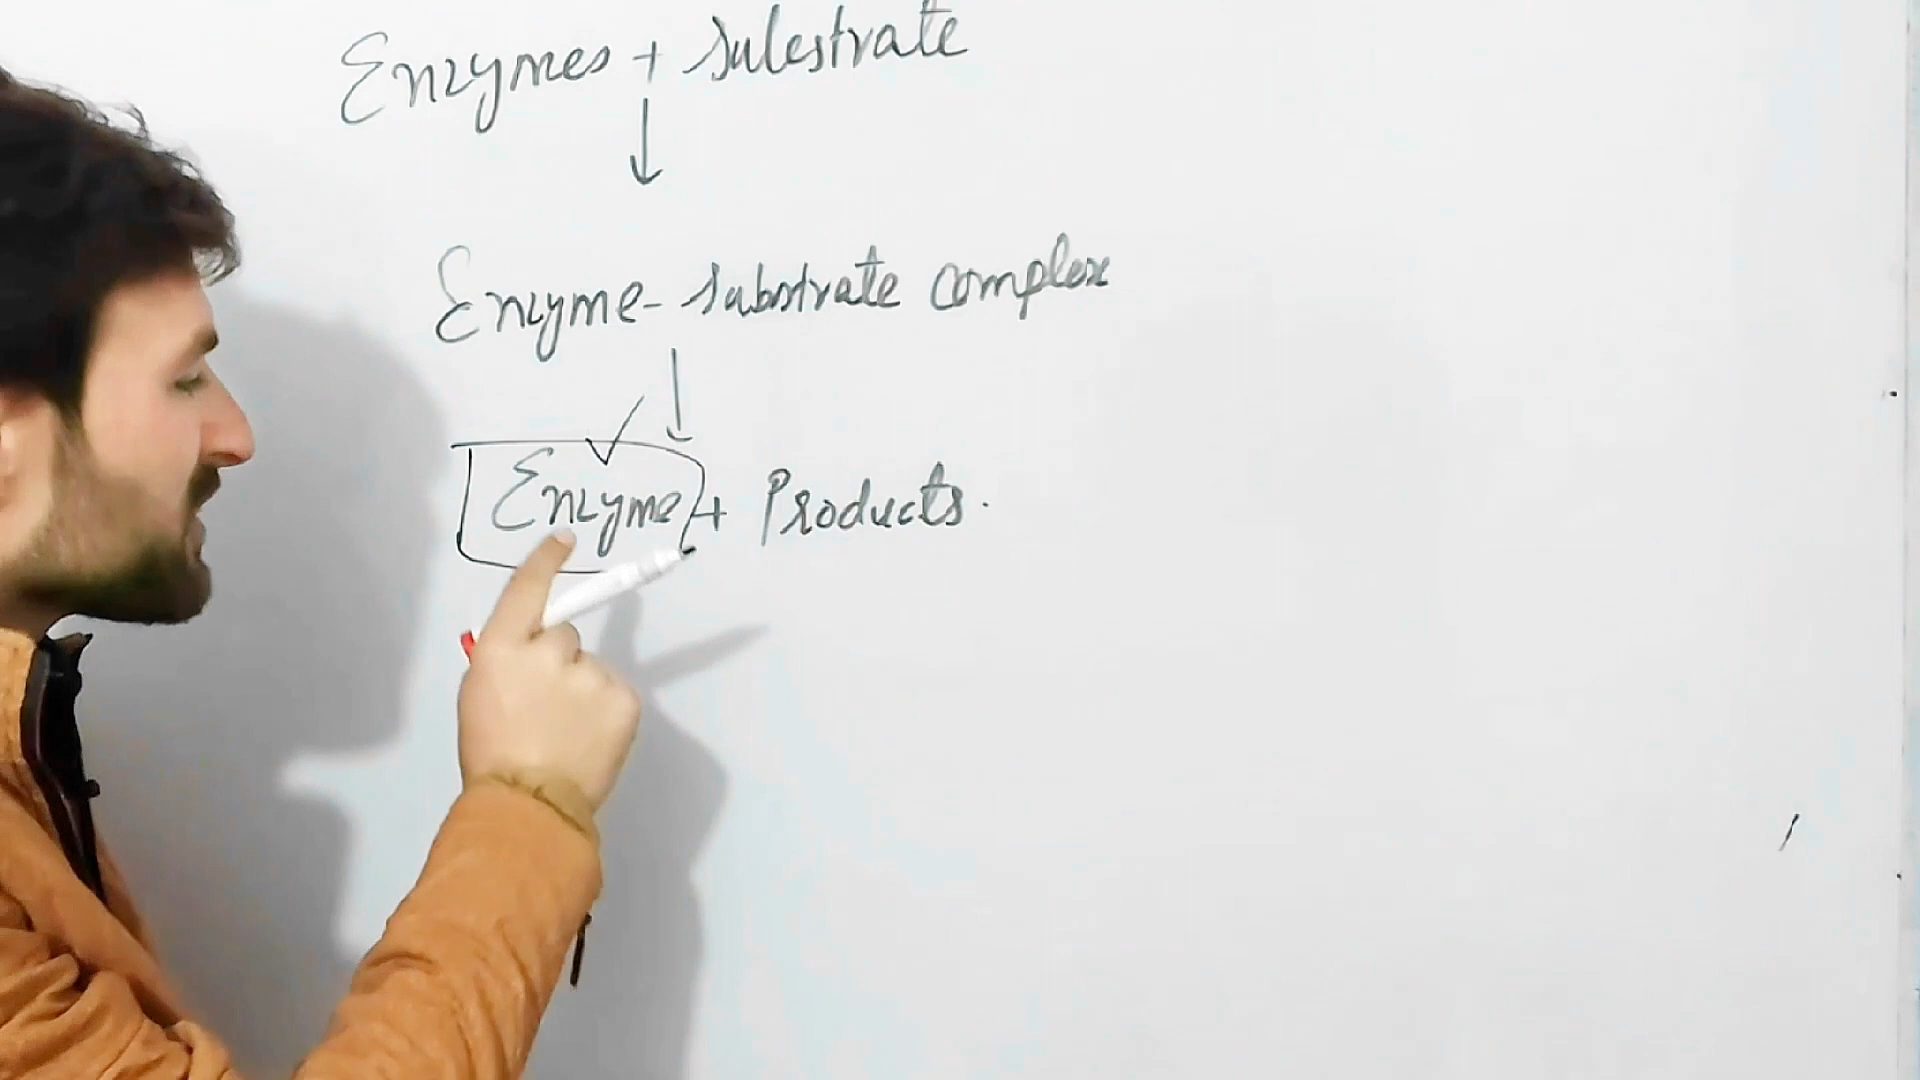 Enzymes + Substrate
Enzyme - substrate complex
Enzyme + Products.